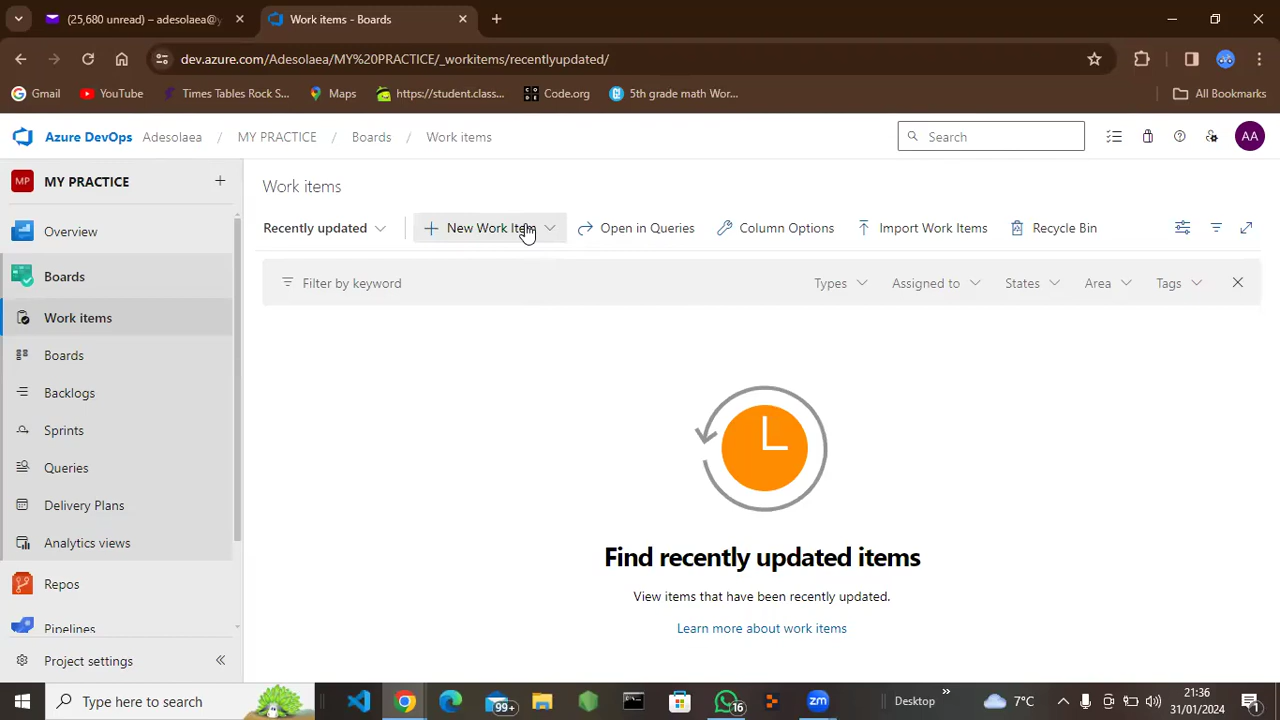 (25,680 unread) – adesolaea@y
Work items - Boards
dev.azure.com/Adesolaea/MY%20PRACTICE/_workitems/recentlyupdated/
Gmail
YouTube
Times Tables Rock S...
Maps
https://student.class...
Code.org
5th grade math Wor...
All Bookmarks
Azure DevOps
Adesolaea / MY PRACTICE / Boards / Work items
Search
AA
MP
MY PRACTICE
Overview
Boards
Work items
Boards
Backlogs
Sprints
Queries
Delivery Plans
Analytics views
Repos
Pipelines
Project settings
Work items
Recently updated
New Work Item
Open in Queries
Column Options
Import Work Items
Recycle Bin
Filter by keyword
Types
Assigned to
States
Area
Tags
Find recently updated items
View items that have been recently updated.
Learn more about work items
Type here to search
99+
16
zm
Desktop
7°C
21:36
31/01/2024
1